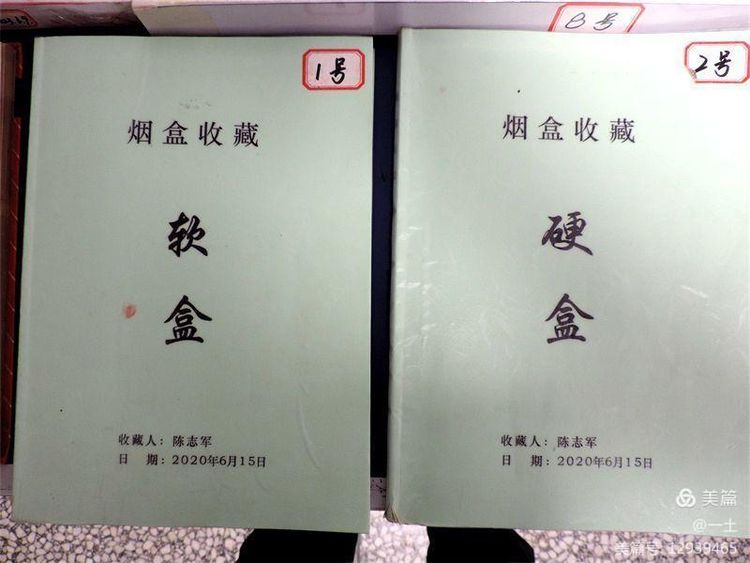 B号
1号
烟盒收藏
软
盒
收藏人：陈志军
日 期：2020年6月15日
2号
烟盒收藏
硬
盒
收藏人：陈志军
日 期：2020年6月15日
美篇
@一土
美篇号 12939465